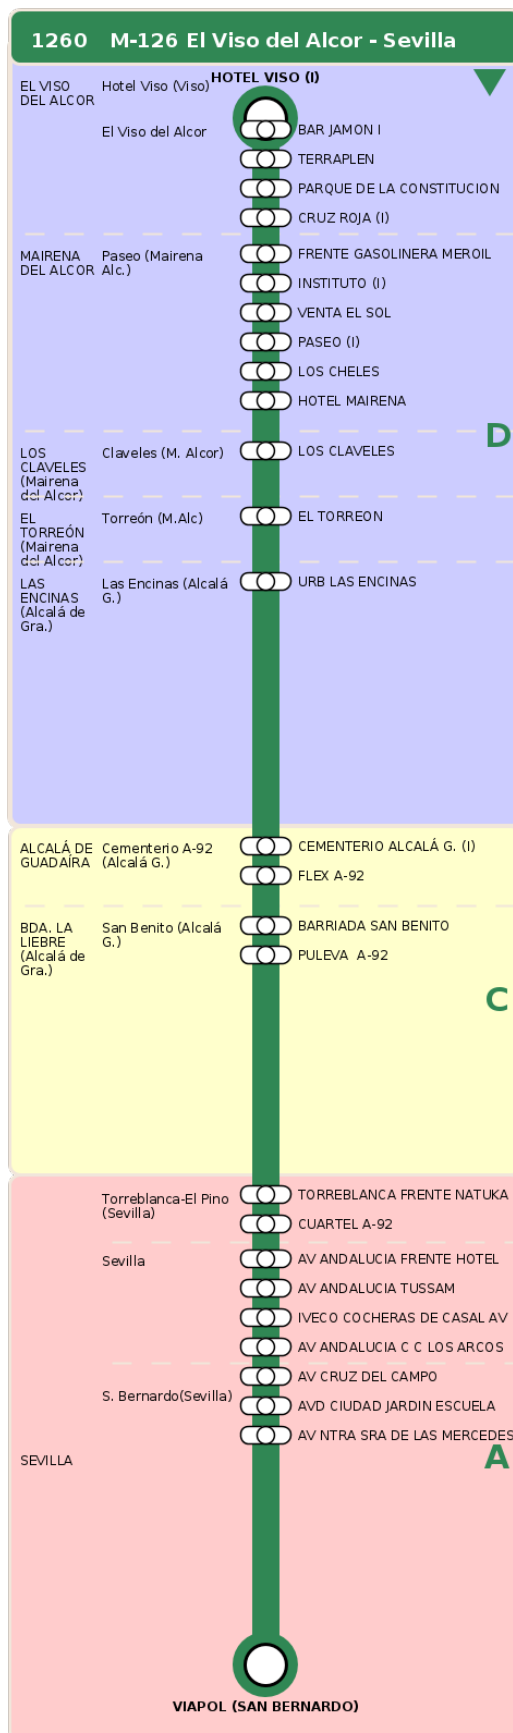 1260 M-126 El Viso del Alcor - Sevilla
HOTEL VISO (I)
EL VISO
DEL ALCOR
Hotel Viso (Viso)
El Viso del Alcor
BAR JAMON I
TERRAPLEN
PARQUE DE LA CONSTITUCION
CRUZ ROJA (I)
MAIRENA
DEL ALCOR
Paseo (Mairena
Alc.)
FRENTE GASOLINERA MEROIL
INSTITUTO (I)
VENTA EL SOL
PASEO (I)
LOS CHELES
HOTEL MAIRENA
D
LOS
CLAVELES
(Mairena
del Alcor)
Claveles (M. Alcor)
LOS CLAVELES
EL
TORREÓN
(Mairena
del Alcor)
Torreón (M.Alc)
EL TORREON
LAS
ENCINAS
(Alcalá de
Gra.)
Las Encinas (Alcalá
G.)
URB LAS ENCINAS
ALCALÁ DE
GUADAÍRA
Cementerio A-92
(Alcalá G.)
CEMENTERIO ALCALÁ G. (I)
FLEX A-92
BDA. LA
LIEBRE
(Alcalá de
Gra.)
San Benito (Alcalá
G.)
BARRIADA SAN BENITO
PULEVA  A-92
C
Torreblanca-El Pino
(Sevilla)
TORREBLANCA FRENTE NATUKA
CUARTEL A-92
Sevilla
AV ANDALUCIA FRENTE HOTEL
AV ANDALUCIA TUSSAM
IVECO COCHERAS DE CASAL AV
AV ANDALUCIA C C LOS ARCOS
AV CRUZ DEL CAMPO
S. Bernardo(Sevilla)
AVD CIUDAD JARDIN ESCUELA
AV NTRA SRA DE LAS MERCEDES
SEVILLA
A
VIAPOL (SAN BERNARDO)